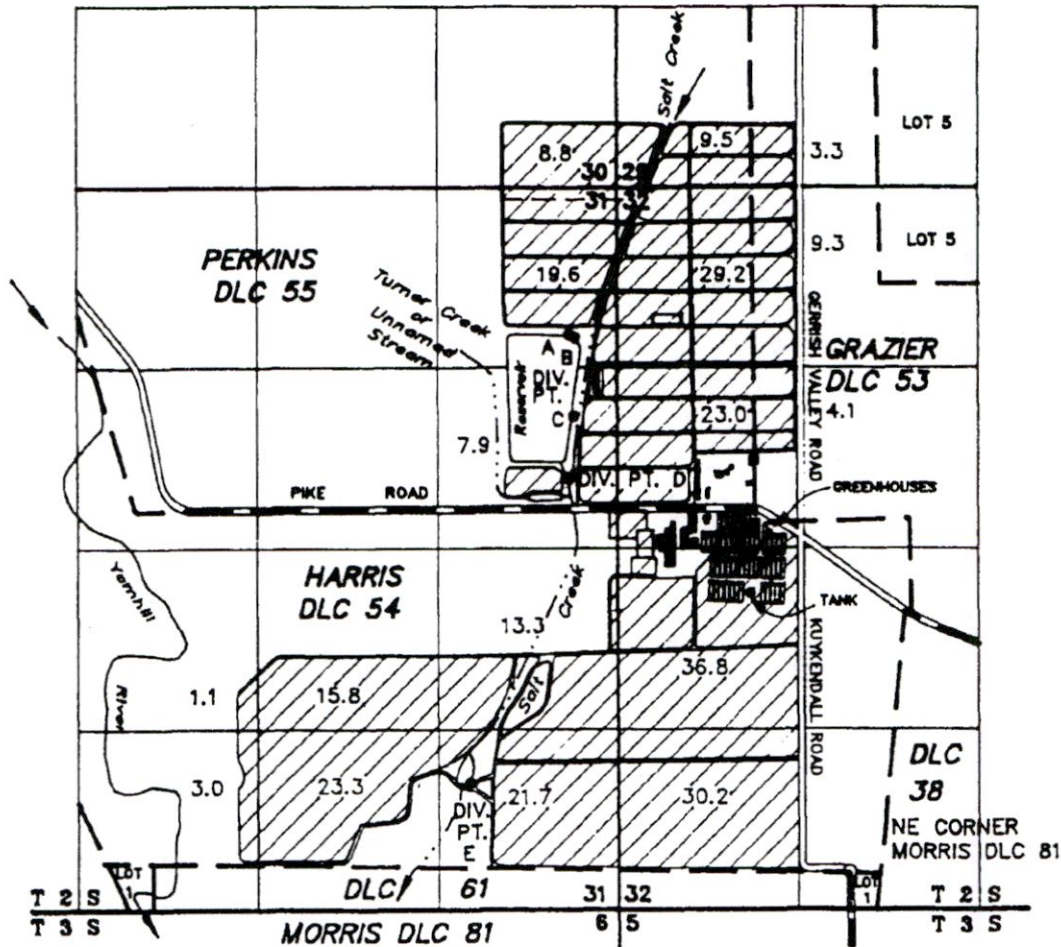 Salt Creek
LOT 5
9.5
3.3
8.8
30 29
31 32
9.3
LOT 5
PERKINS
DLC 55
19.6
29.2
Turner Creek
or
Unnamed
Stream
GERRISH VALLEY ROAD
GRAZIER
DLC 53
A
B
DIV.
PT.
C
Reservoir
23.0
4.1
7.9
DIV. PT. D
PIKE ROAD
GREENHOUSES
Yamhill
River
HARRIS
DLC 54
Creek
Salt
TANK
13.3
36.8
1.1
15.8
KUYKENDALL ROAD
DLC
38
3.0
23.3
21.7
30.2
DIV.
PT.
E
NE CORNER
MORRIS DLC 81
LOT
1
DLC 61
31 32
LOT
1
T 2 S
T 2 S
T 3 S
6 5
T 3 S
MORRIS DLC 81